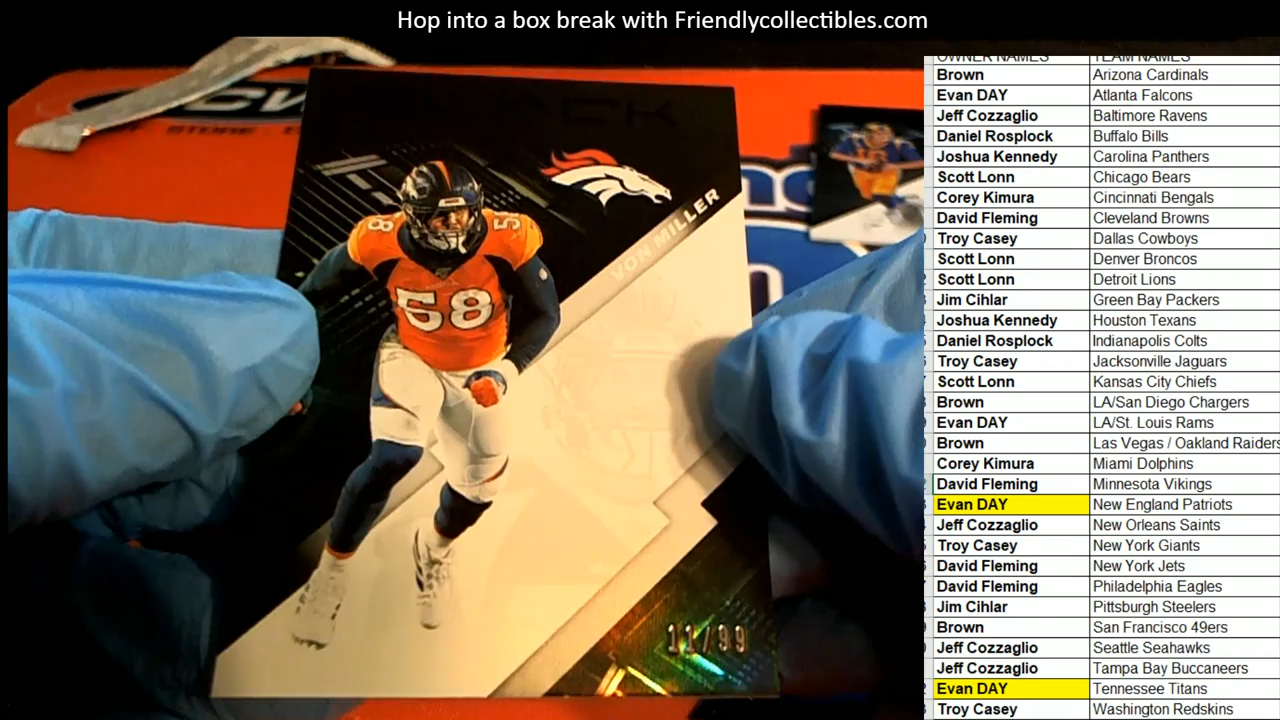 Hop into a box break with Friendlycollectibles.com
OWNER NAMES TEAM NAMES
Brown Arizona Cardinals
Evan DAY Atlanta Falcons
Jeff Cozzaglio Baltimore Ravens
Daniel Rosplock Buffalo Bills
Joshua Kennedy Carolina Panthers
Scott Lonn Chicago Bears
Corey Kimura Cincinnati Bengals
David Fleming Cleveland Browns
Troy Casey Dallas Cowboys
Scott Lonn Denver Broncos
Scott Lonn Detroit Lions
Jim Cihlar Green Bay Packers
Joshua Kennedy Houston Texans
Daniel Rosplock Indianapolis Colts
Troy Casey Jacksonville Jaguars
Scott Lonn Kansas City Chiefs
Brown LA/San Diego Chargers
Evan DAY LA/St. Louis Rams
Brown Las Vegas / Oakland Raiders
Corey Kimura Miami Dolphins
David Fleming Minnesota Vikings
Evan DAY New England Patriots
Jeff Cozzaglio New Orleans Saints
Troy Casey New York Giants
David Fleming New York Jets
David Fleming Philadelphia Eagles
Jim Cihlar Pittsburgh Steelers
Brown San Francisco 49ers
Jeff Cozzaglio Seattle Seahawks
Jeff Cozzaglio Tampa Bay Buccaneers
Evan DAY Tennessee Titans
Troy Casey Washington Redskins
VON MILLER
58
58
58
11/99
STORE